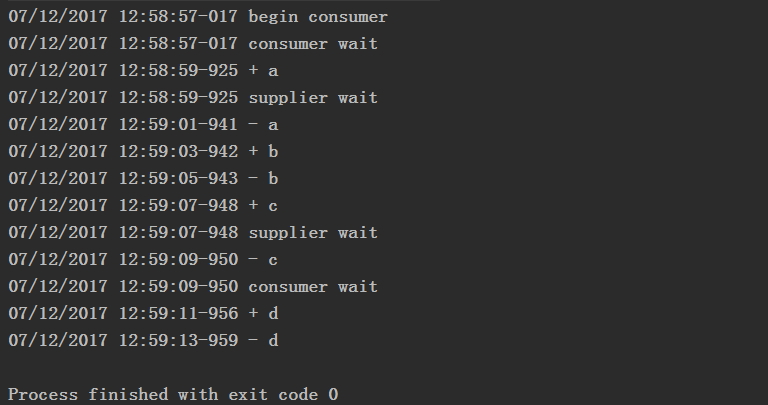 07/12/2017 12:58:57-017 begin consumer
07/12/2017 12:58:57-017 consumer wait
07/12/2017 12:58:59-925 + a
07/12/2017 12:58:59-925 supplier wait
07/12/2017 12:59:01-941 - a
07/12/2017 12:59:03-942 + b
07/12/2017 12:59:05-943 - b
07/12/2017 12:59:07-948 + c
07/12/2017 12:59:07-948 supplier wait
07/12/2017 12:59:09-950 - c
07/12/2017 12:59:09-950 consumer wait
07/12/2017 12:59:11-956 + d
07/12/2017 12:59:13-959 - d
Process finished with exit code 0